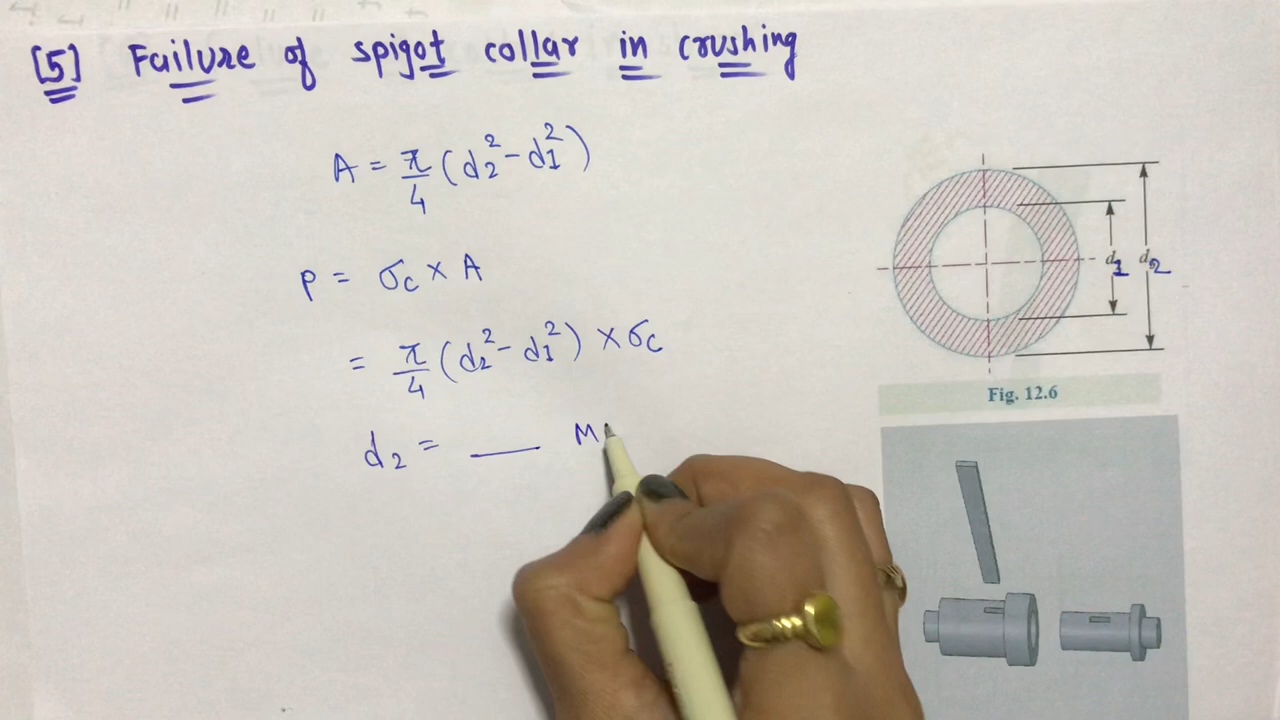 [5] Failure of spigot collar in crushing
A = π/4 (d₂² - d₁²)
P = σc × A
= π/4 (d₂² - d₁²) × σc
d₂ = ___ M
d₁ d₂
Fig. 12.6